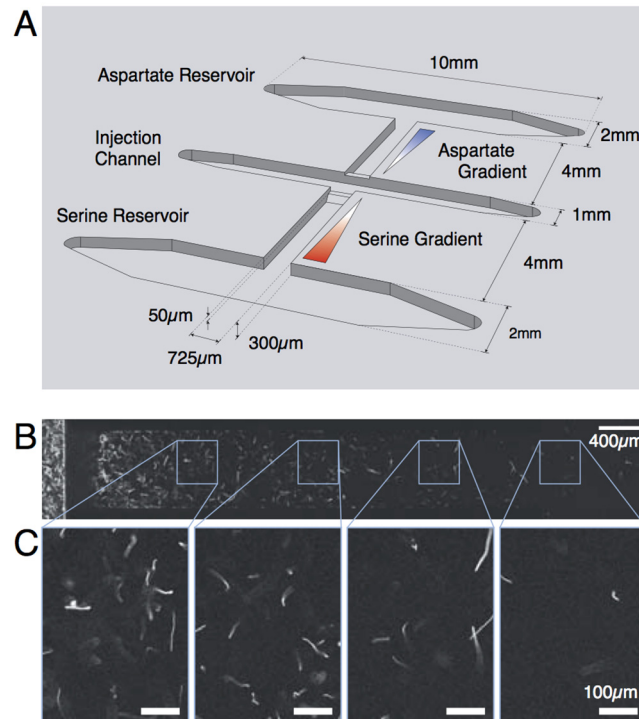 A
10mm
Aspartate Reservoir
2mm
Injection
Channel
Aspartate
Gradient
4mm
Serine Reservoir
1mm
Serine Gradient
4mm
50µm
300µm
2mm
725µm
B
400µm
C
100µm